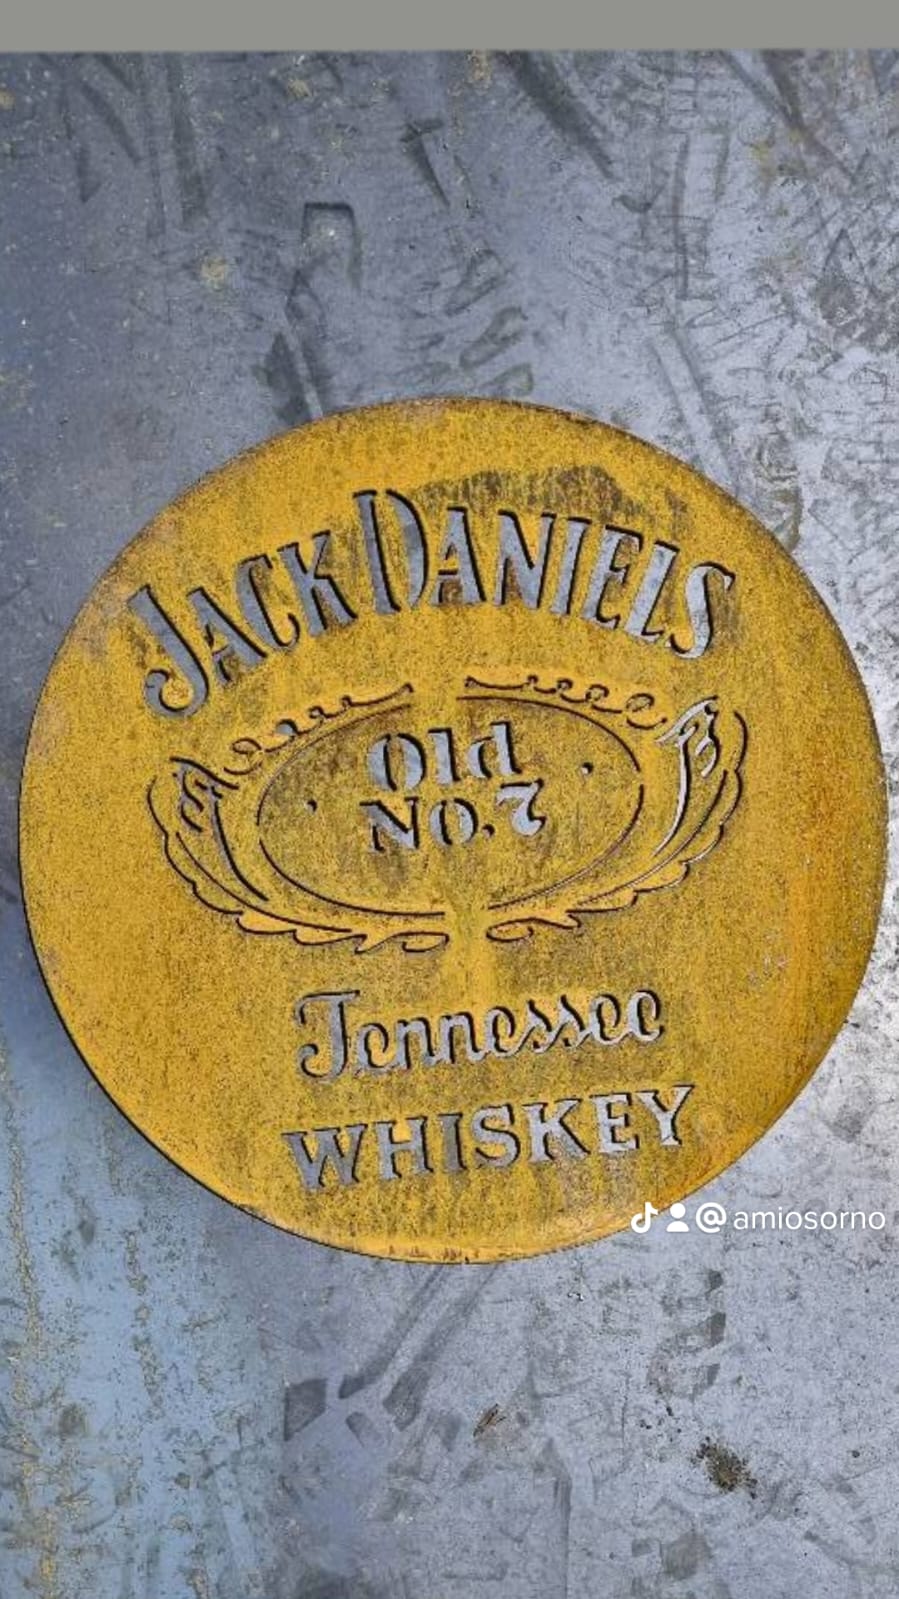 JACK DANIELS
Old
No.7
Tennessee
WHISKEY
@amiosorno